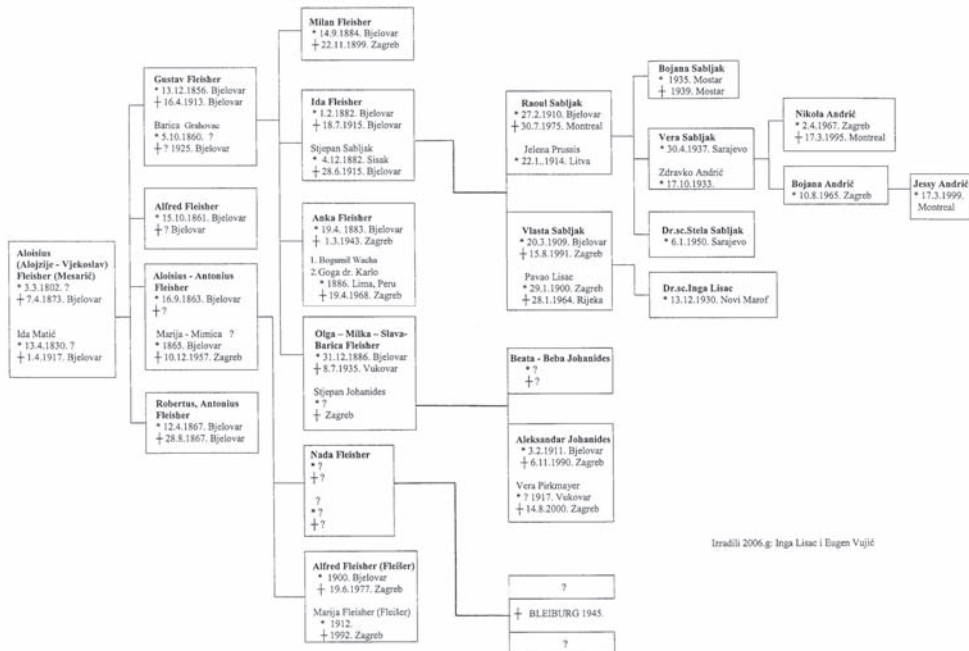 Aloisius
(Alojzije - Vjekoslav)
Fleisher (Mesarič)
* 3.3.1802. ?
┼ 7.4.1873. Bjelovar
Ida Matić
* 13.4.1830. ?
┼ 1.4.1917. Bjelovar
Gustav Fleisher
* 13.12.1856. Bjelovar
┼ 16.4.1913. Bjelovar
Barica Grahovac
* 5.10.1860. ?
┼ ? 1925. Bjelovar
Alfred Fleisher
* 15.10.1861. Bjelovar
┼ ? Bjelovar
Aloisius - Antonius
Fleisher
* 16.9.1863. Bjelovar
┼ ?
Marija - Mimica ?
* 1865. Bjelovar
┼ 10.12.1957. Zagreb
Robertus, Antonius
Fleisher
* 12.4.1867. Bjelovar
┼ 28.8.1867. Bjelovar
Milan Fleisher
* 14.9.1884. Bjelovar
┼ 22.11.1899. Zagreb
Ida Fleisher
* 1.2.1882. Bjelovar
┼ 18.7.1915. Bjelovar
Stjepan Sabljak
* 4.12.1882. Sisak
┼ 28.6.1915. Bjelovar
Anka Fleisher
* 19.4. 1883. Bjelovar
┼ 1.3.1943. Zagreb
1. Bogumil Wacha
2. Goga dr. Karlo
* 1886. Lima, Peru
┼ 19.4.1968. Zagreb
Olga – Milka – Slava-
Barica Fleisher
* 31.12.1886. Bjelovar
┼ 8.7.1935. Vukovar
Stjepan Johanides
* ?
┼ Zagreb
Nada Fleisher
* ?
┼ ?
?
* ?
┼ ?
Alfred Fleisher (Fleišer)
* 1900. Bjelovar
┼ 19.6.1977. Zagreb
Marija Fleisher (Fleišer)
* 1912.
┼ 1992. Zagreb
Raoul Sabljak
* 27.2.1910. Bjelovar
┼ 30.7.1975. Montreal
Jelena Prussis
* 22.1..1914. Litva
Vlasta Sabljak
* 20.3.1909. Bjelovar
┼ 15.8.1991. Zagreb
Pavao Lisac
* 29.1.1900. Zagreb
┼ 28.1.1964. Rijeka
Beata - Beba Johanides
* ?
┼ ?
Aleksandar Johanides
* 3.2.1911. Bjelovar
┼ 6.11.1990. Zagreb
Vera Pirkmayer
* ? 1917. Vukovar
┼ 14.8.2000. Zagreb
?
┼ BLEIBURG 1945.
?
Bojana Sabljak
* 1935. Mostar
┼ 1939. Mostar
Vera Sabljak
* 30.4.1937. Sarajevo
Zdravko Andrić
* 17.10.1933.
Dr.sc.Stela Sabljak
* 6.1.1950. Sarajevo
Dr.sc.Inga Lisac
* 13.12.1930. Novi Marof
Nikola Andrić
* 2.4.1967. Zagreb
┼ 17.3.1995. Montreal
Bojana Andrić
* 10.8.1965. Zagreb
Jessy Andrić
* 17.3.1999.
Montreal
Izradili 2006.g: Inga Lisac i Eugen Vujić